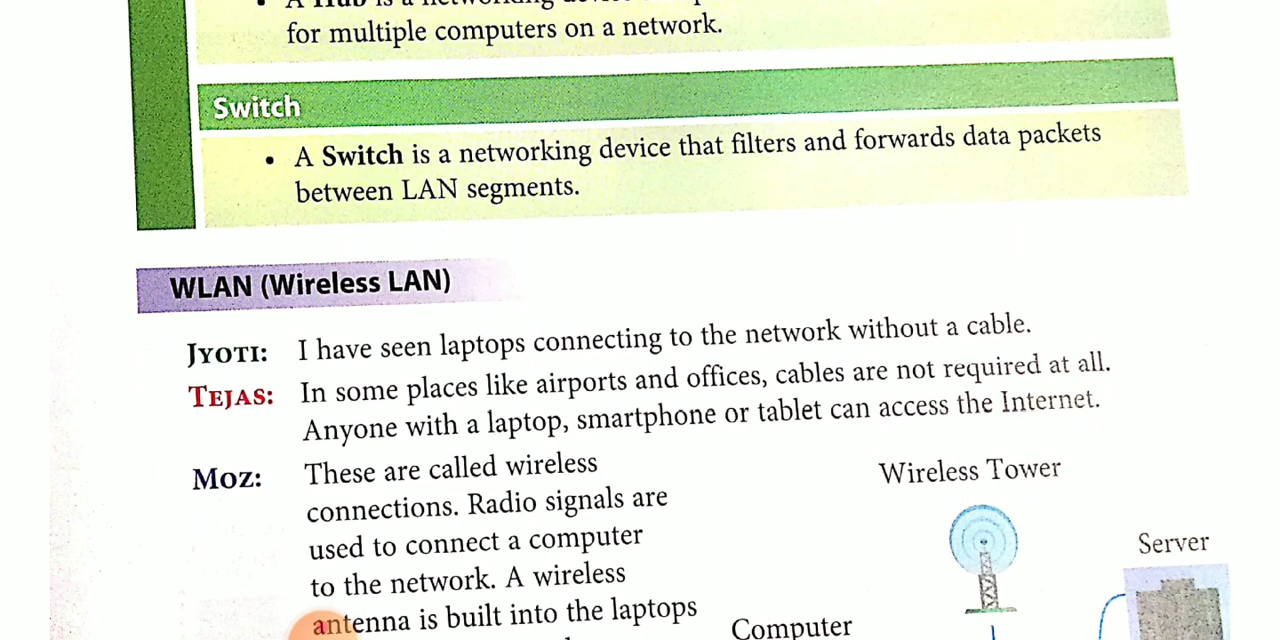 • A Hub is a networking
for multiple computers on a network.
Switch
• A Switch is a networking device that filters and forwards data packets
between LAN segments.
WLAN (Wireless LAN)
JYOTI: I have seen laptops connecting to the network without a cable.
TEJAS: In some places like airports and offices, cables are not required at all.
Anyone with a laptop, smartphone or tablet can access the Internet.
MOZ: These are called wireless
connections. Radio signals are
used to connect a computer
to the network. A wireless
antenna is built into the laptops
Wireless Tower
Server
Computer